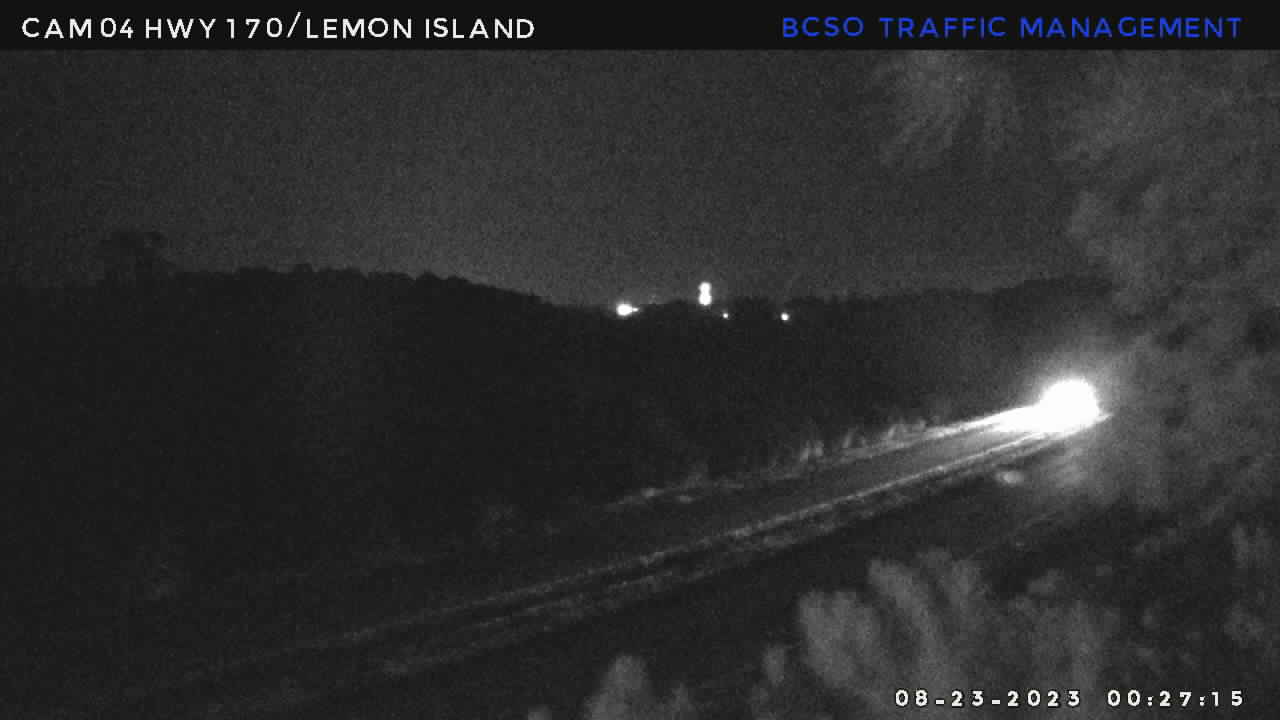 CAM04 HWY 170/LEMON ISLAND
BCSO TRAFFIC MANAGEMENT
08-23-2023 00:27:15